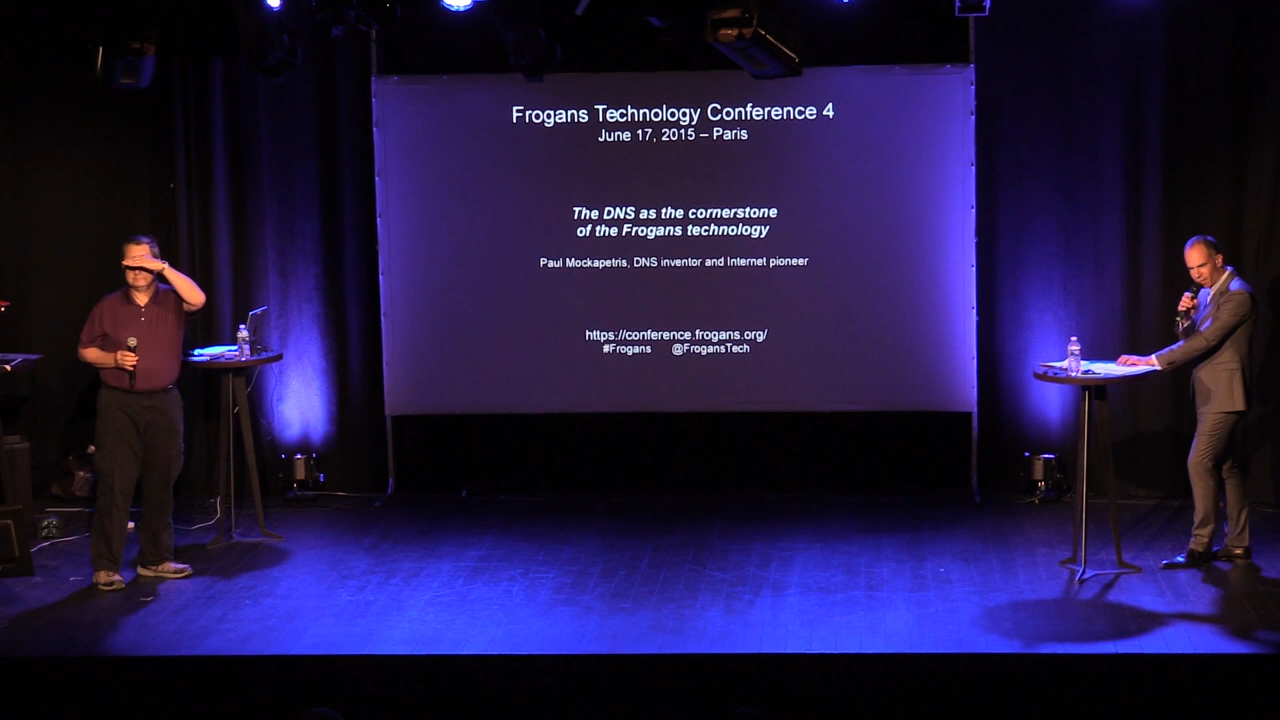 Frogans Technology Conference 4
June 17, 2015 – Paris
The DNS as the cornerstone
of the Frogans technology
Paul Mockapetris, DNS inventor and Internet pioneer
https://conference.frogans.org/
#Frogans @FrogansTech